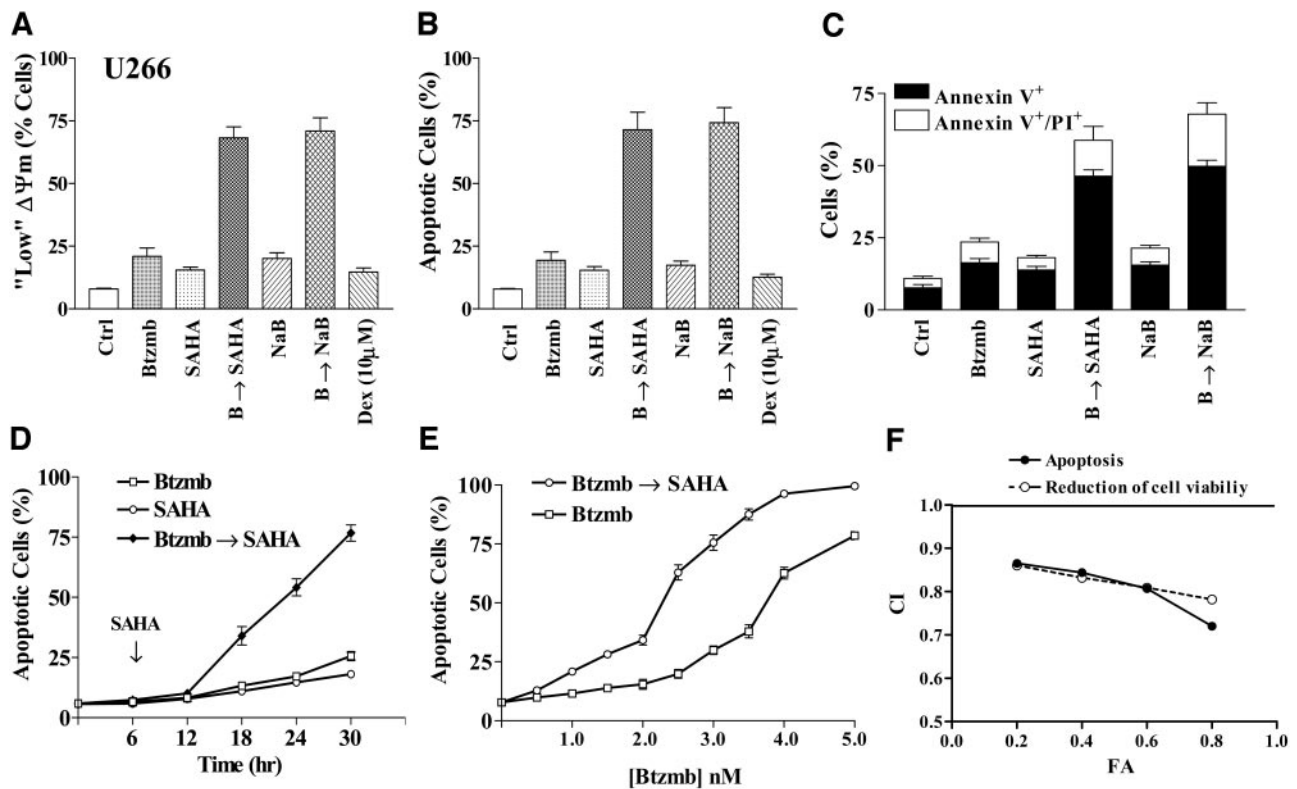 A
"Low" ΔΨm (% Cells)
U266
100
75
50
25
0
Ctrl
Btzmb
SAHA
B → SAHA
NaB
B → NaB
Dex (10μM)
B
Apoptotic Cells (%)
100
75
50
25
0
Ctrl
Btzmb
SAHA
B → SAHA
NaB
B → NaB
Dex (10μM)
C
Cells (%)
Annexin V+
Annexin V+/PI+
75
50
25
0
Ctrl
Btzmb
SAHA
B → SAHA
NaB
B → NaB
D
Apoptotic Cells (%)
Btzmb
SAHA
Btzmb → SAHA
SAHA
100
75
50
25
0
6 12 18 24 30
Time (hr)
E
Apoptotic Cells (%)
Btzmb → SAHA
Btzmb
100
75
50
25
0
1.0 2.0 3.0 4.0 5.0
[Btzmb] nM
F
Apoptosis
Reduction of cell viabiliy
CI
1.0
0.9
0.8
0.7
0.6
0.5
0.0 0.2 0.4 0.6 0.8 1.0
FA